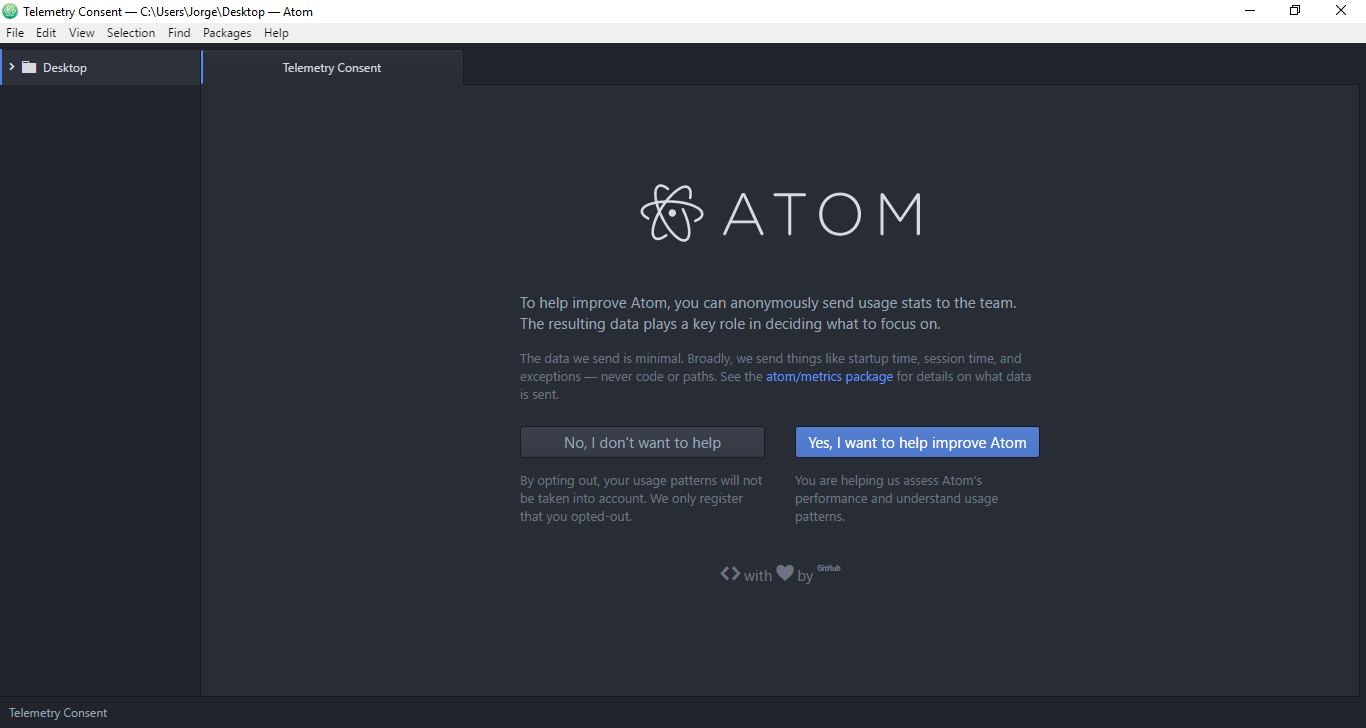 Telemetry Consent — C:\Users\Jorge\Desktop — Atom
File Edit View Selection Find Packages Help
Desktop
Telemetry Consent
ATOM
To help improve Atom, you can anonymously send usage stats to the team.
The resulting data plays a key role in deciding what to focus on.
The data we send is minimal. Broadly, we send things like startup time, session time, and
exceptions — never code or paths. See the atom/metrics package for details on what data
is sent.
No, I don't want to help
Yes, I want to help improve Atom
By opting out, your usage patterns will not
be taken into account. We only register
that you opted-out.
You are helping us assess Atom's
performance and understand usage
patterns.
<> with ♥ by GitHub
Telemetry Consent